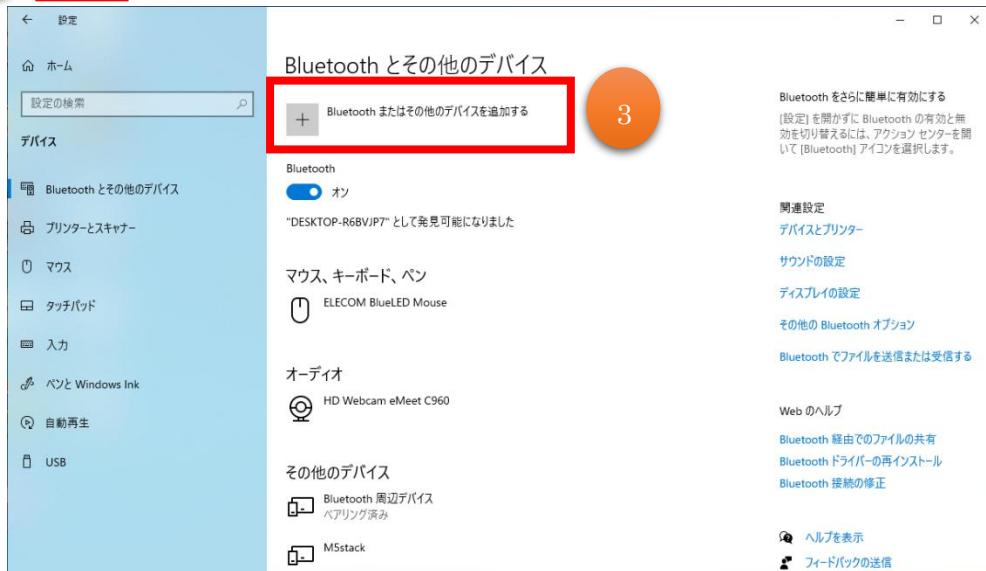 設定
ホーム
設定の検索
デバイス
Bluetooth とその他のデバイス
プリンターとスキャナー
マウス
タッチパッド
入力
ペンと Windows Ink
自動再生
USB
Bluetooth とその他のデバイス
Bluetooth またはその他のデバイスを追加する
3
Bluetooth
オン
"DESKTOP-R6BVJP7" として発見可能になりました
マウス、キーボード、ペン
ELECOM BlueLED Mouse
オーディオ
HD Webcam eMeet C960
その他のデバイス
Bluetooth 周辺デバイス
ペアリング済み
M5stack
Bluetooth をさらに簡単に有効にする
[設定] を開かずに Bluetooth の有効と無
効を切り替えるには、アクション センターを開
いて [Bluetooth] アイコンを選択します。
関連設定
デバイスとプリンター
サウンドの設定
ディスプレイの設定
その他の Bluetooth オプション
Bluetooth でファイルを送信または受信する
Web のヘルプ
Bluetooth 経由でのファイルの共有
Bluetooth ドライバーの再インストール
Bluetooth 接続の修正
ヘルプを表示
フィードバックの送信